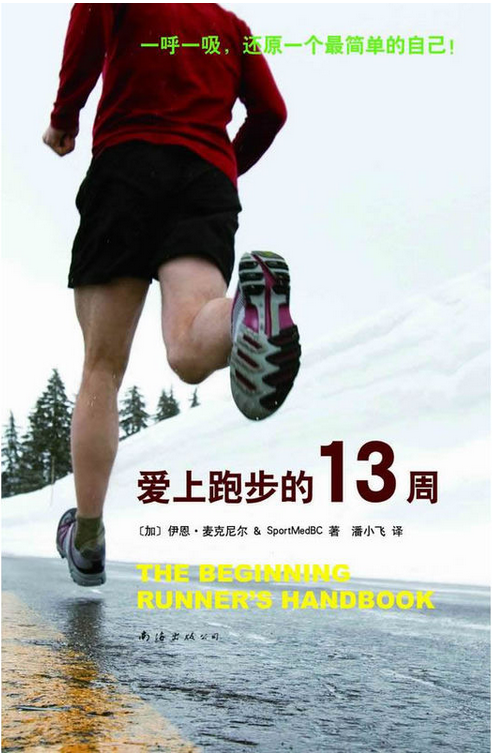 一呼一吸，还原一个最简单的自己！
爱上跑步的13周
〔加〕伊恩·麦克尼尔 & SportMedBC 著 潘小飞 译
THE BEGINNING
RUNNER'S HANDBOOK
南海出版公司